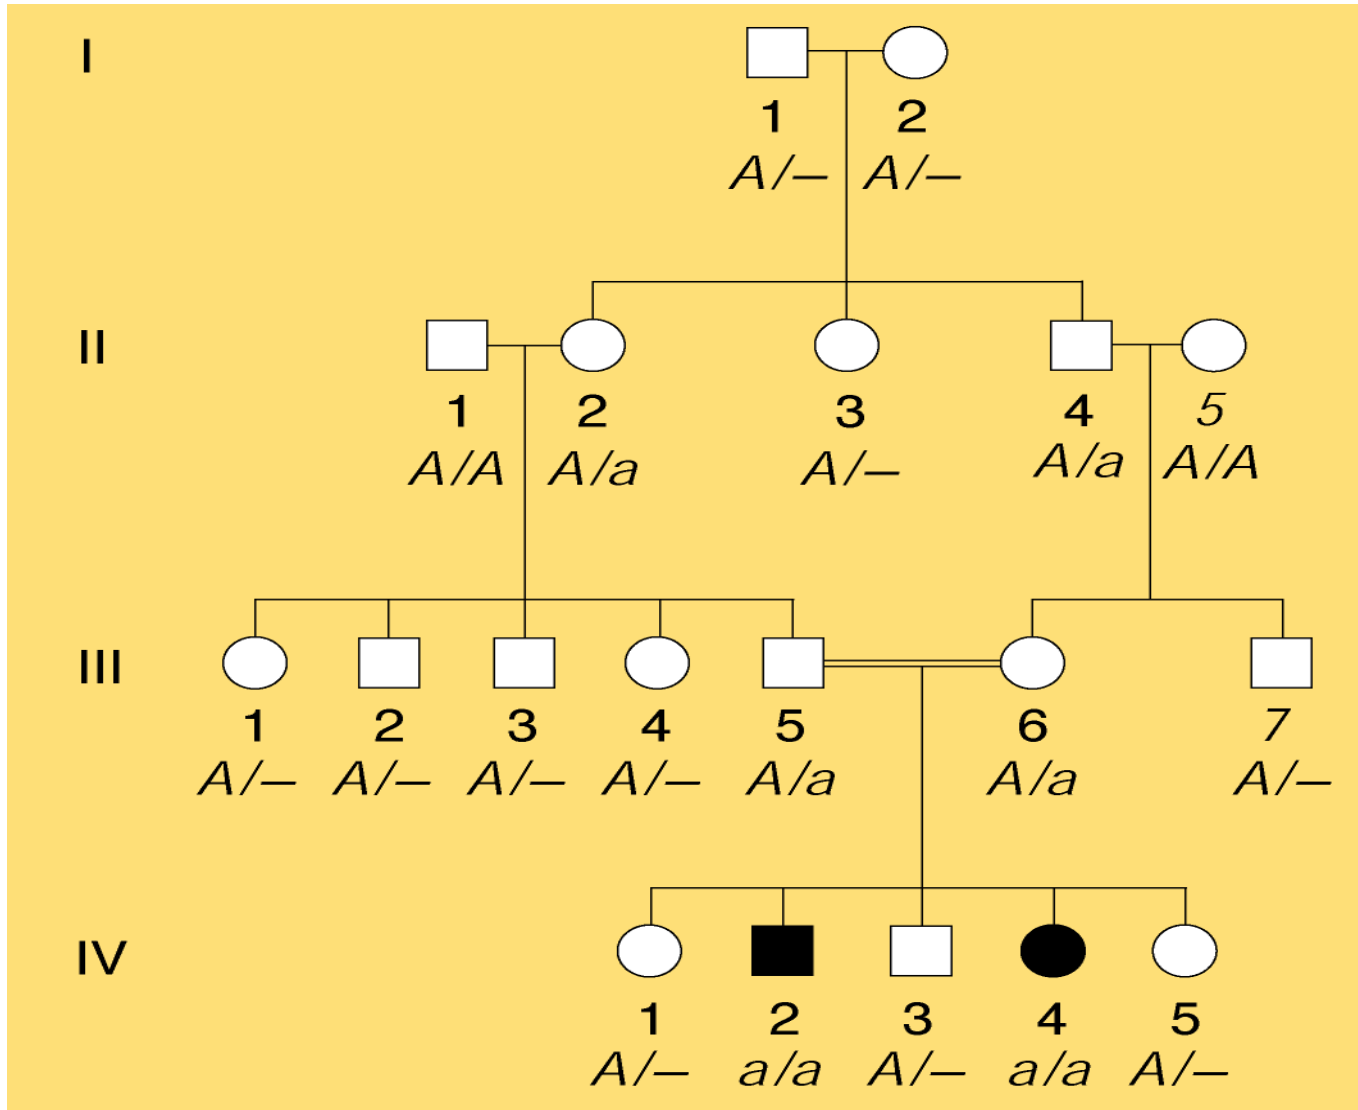 I
1 2
A/– A/–
II
1 2 3 4 5
A/A A/a A/– A/a A/A
III
1 2 3 4 5 6 7
A/– A/– A/– A/– A/a A/a A/–
IV
1 2 3 4 5
A/– a/a A/– a/a A/–